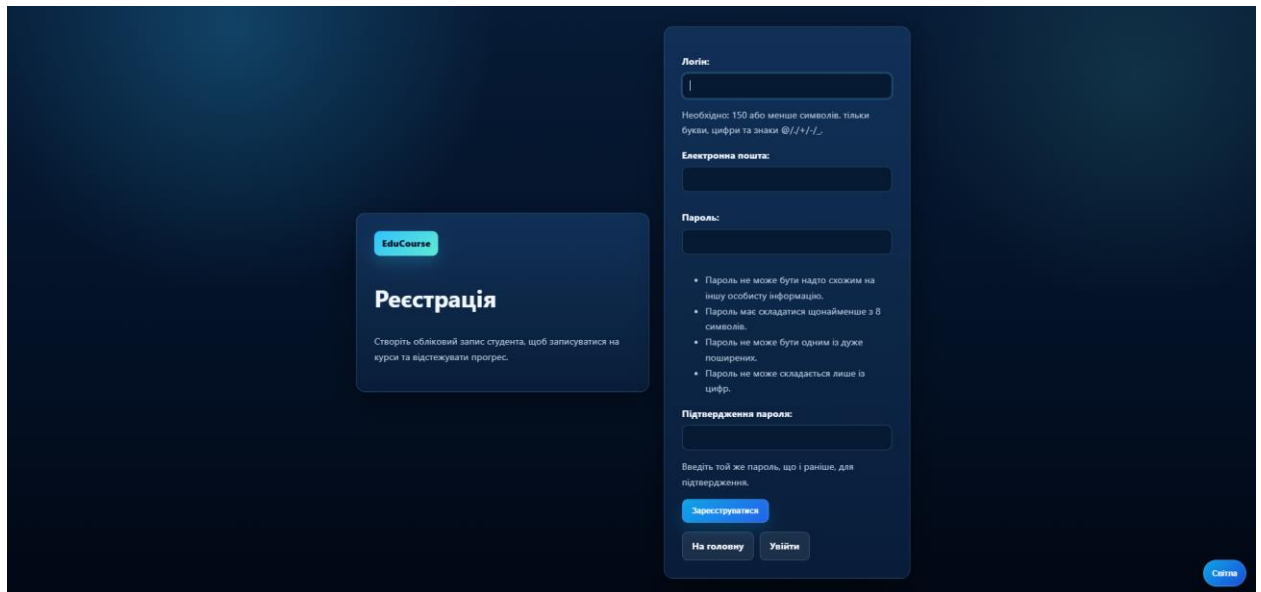 EduCourse
Реєстрація
Створіть обліковий запис студента, щоб записуватися на
курси та відстежувати прогрес.
Логін:
Необхідно: 150 або менше символів. тільки
букви, цифри та знаки @/./+/-/_.
Електронна пошта:
Пароль:
• Пароль не може бути надто схожим на
іншу особисту інформацію.
• Пароль має складатися щонайменше з 8
символів.
• Пароль не може бути одним із дуже
поширених.
• Пароль не може складається лише із
цифр.
Підтвердження пароля:
Введіть той же пароль, що і раніше, для
підтвердження.
Зареєструватися
На головну Увійти
Світла